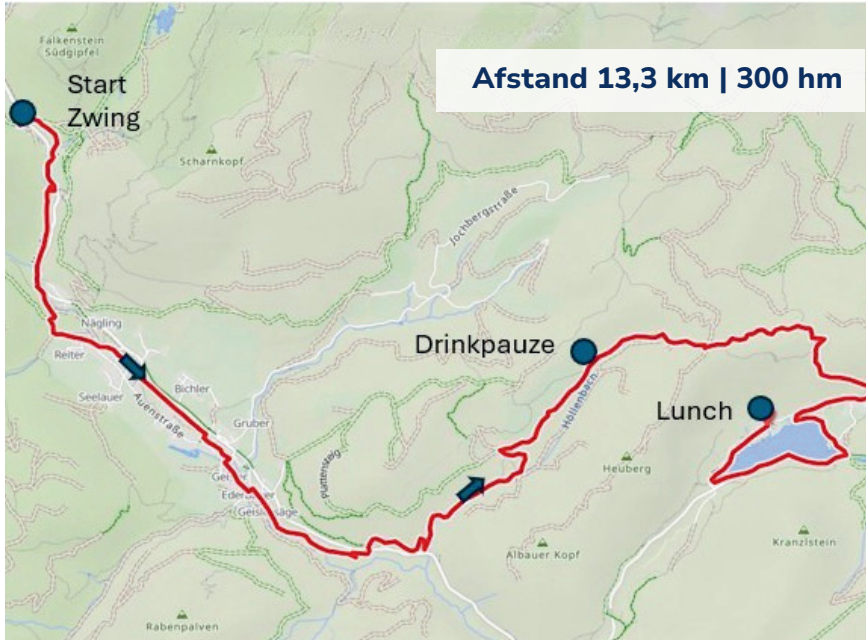 Falkenstein
Südgipfel
Start
Zwing
Afstand 13,3 km | 300 hm
Scharnkopf
Jochbergstraße
Nägling
Reiter
Drinkpauze
Seelauer
Bichler
Auenstraße
Gruber
Lunch
Höllenbach
Plattensteig
Heuberg
Albauer Kopf
Kranzlstein
Rabenpalven